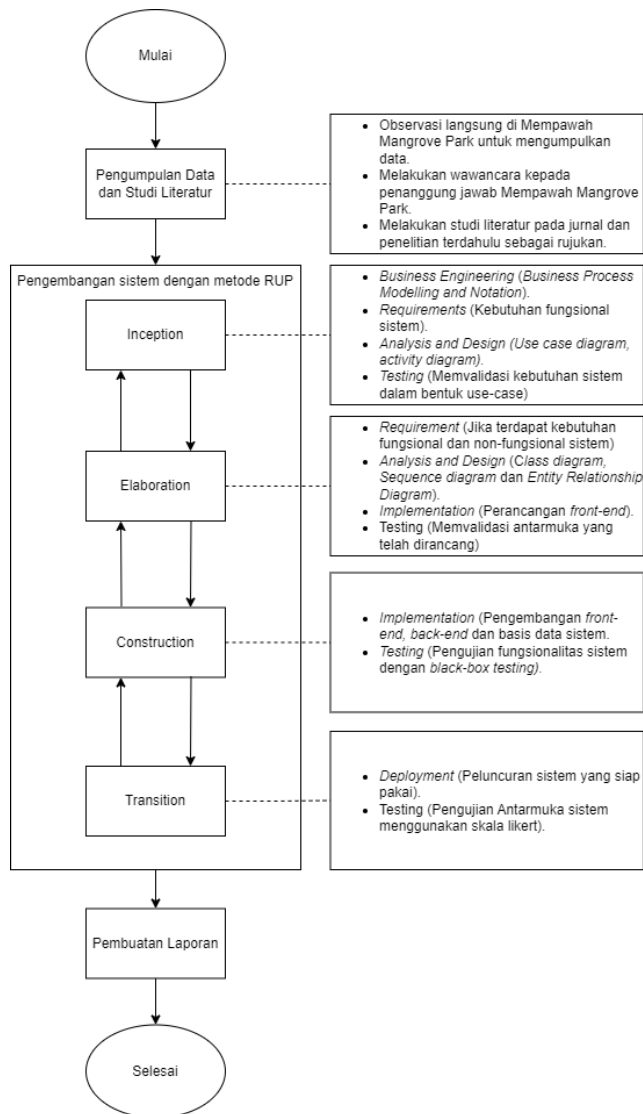 Mulai
Pengumpulan Data
dan Studi Literatur
• Observasi langsung di Mempawah
Mangrove Park untuk mengumpulkan
data.
• Melakukan wawancara kepada
penanggung jawab Mempawah Mangrove
Park.
• Melakukan studi literatur pada jurnal dan
penelitian terdahulu sebagai rujukan.
Pengembangan sistem dengan metode RUP
Inception
• Business Engineering (Business Process
Modelling and Notation).
• Requirements (Kebutuhan fungsional
sistem).
• Analysis and Design (Use case diagram,
activity diagram).
• Testing (Memvalidasi kebutuhan sistem
dalam bentuk use-case)
Elaboration
• Requirement (Jika terdapat kebutuhan
fungsional dan non-fungsional sistem)
• Analysis and Design (Class diagram,
Sequence diagram dan Entity Relationship
Diagram).
• Implementation (Perancangan front-end).
• Testing (Memvalidasi antarmuka yang
telah dirancang)
Construction
• Implementation (Pengembangan front-
end, back-end dan basis data sistem.
• Testing (Pengujian fungsionalitas sistem
dengan black-box testing).
Transition
• Deployment (Peluncuran sistem yang siap
pakai).
• Testing (Pengujian Antarmuka sistem
menggunakan skala likert).
Pembuatan Laporan
Selesai